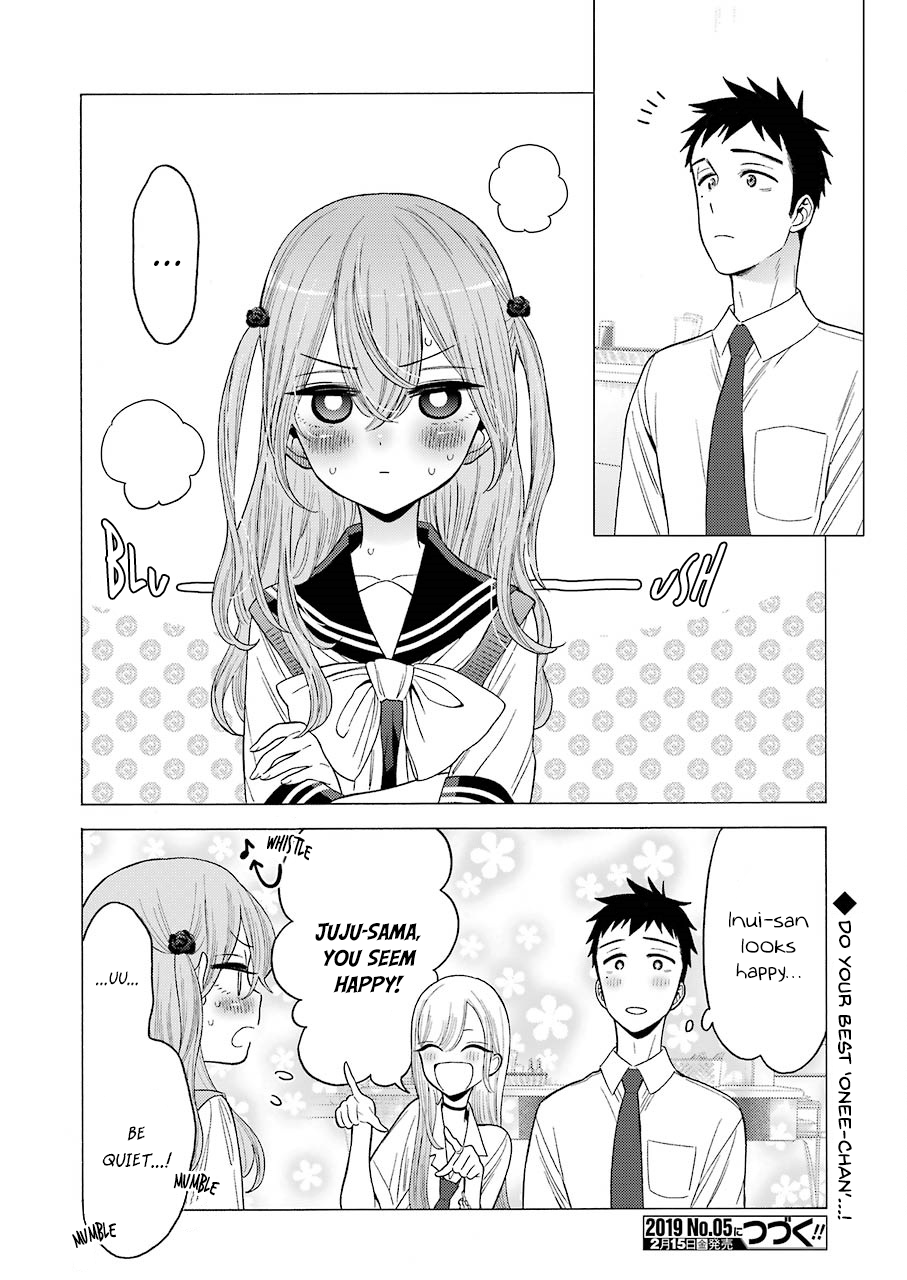 ...
BLU
USH
Inui-san
looks
happy...
WHISTLE
JUJU-SAMA,
YOU SEEM
HAPPY!
...UU...
BE
QUIET...!
MUMBLE
MUMBLE
◆DO YOUR BEST 'ONEE-CHAN'...!
2019 No.05に
2月15日金発売
つづく!!